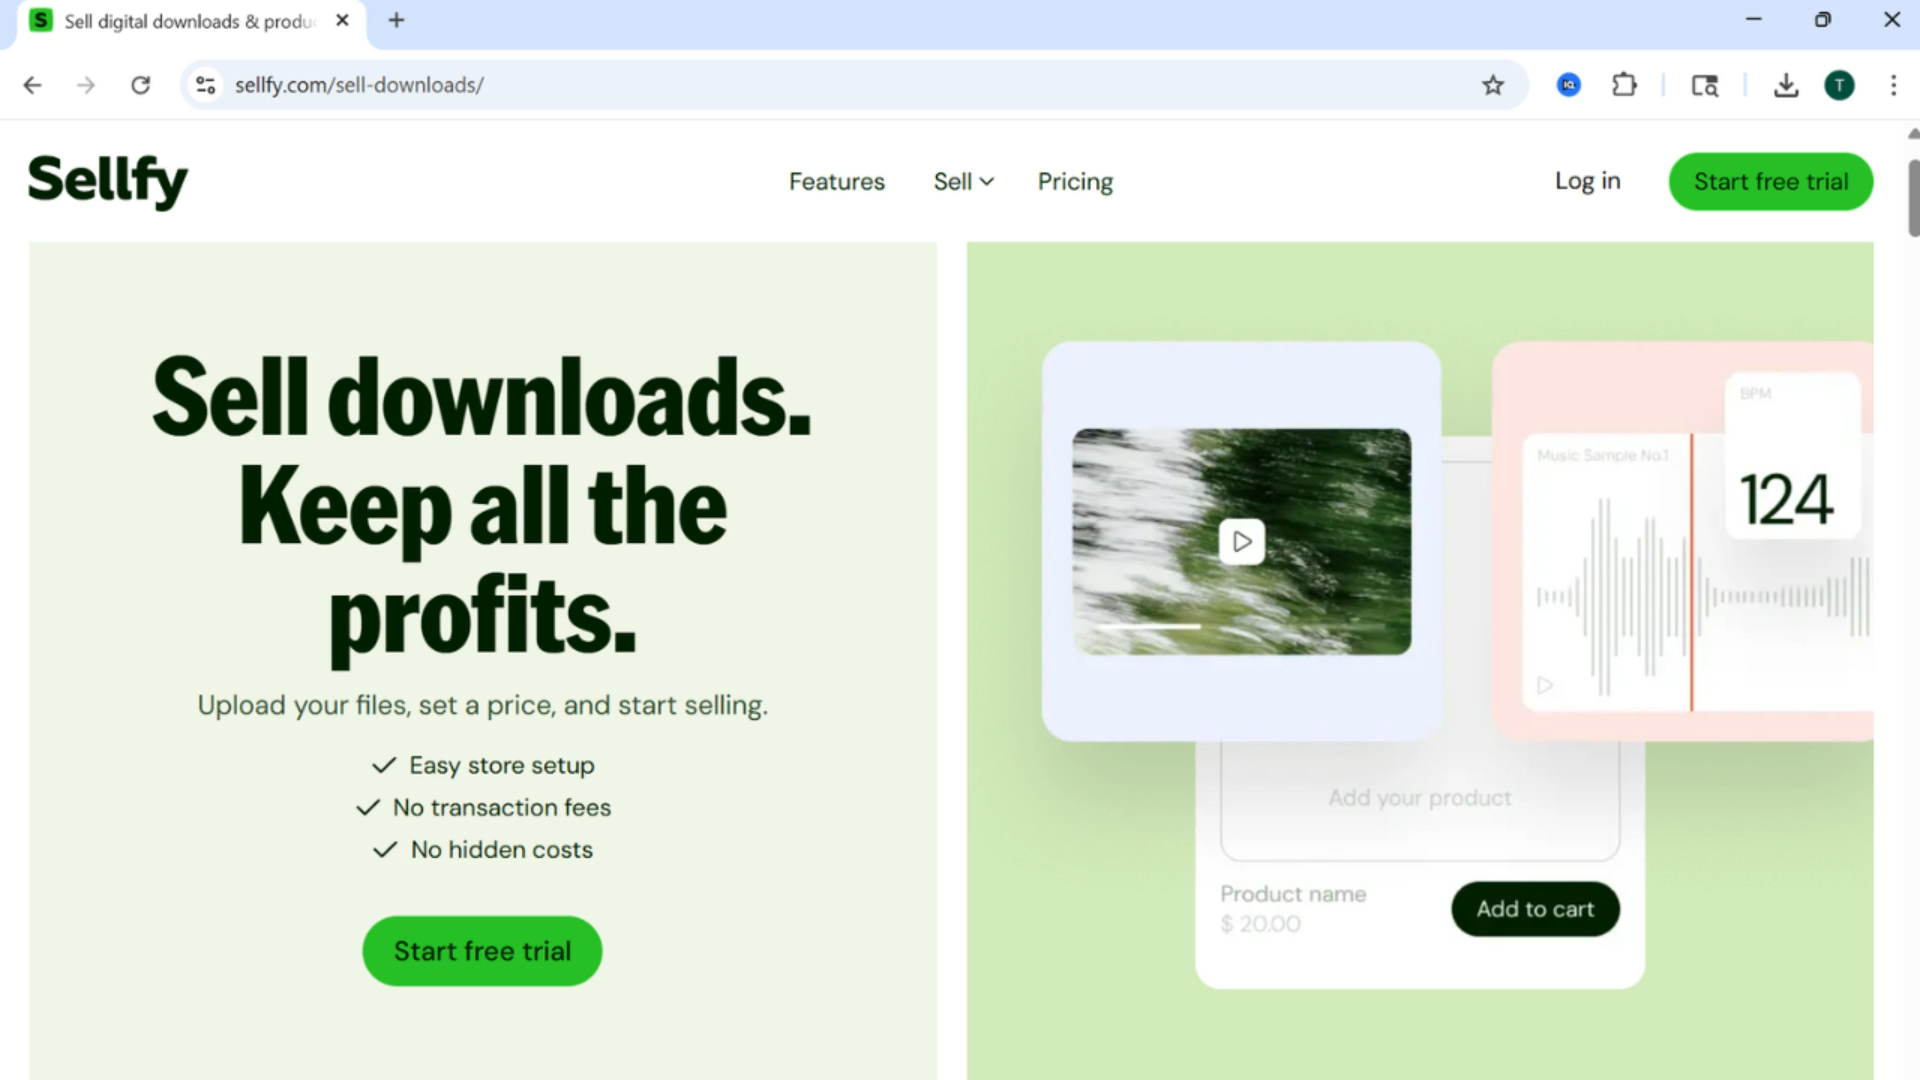 S Sell digital downloads & produ
sellfy.com/sell-downloads/
IQ
T
Sellfy
Features
Sell
Pricing
Log in
Start free trial
Sell downloads.
Keep all the
profits.
Upload your files, set a price, and start selling.
Easy store setup
No transaction fees
No hidden costs
Start free trial
BPM
124
Music Sample No.1
Add your product
Product name
$ 20.00
Add to cart